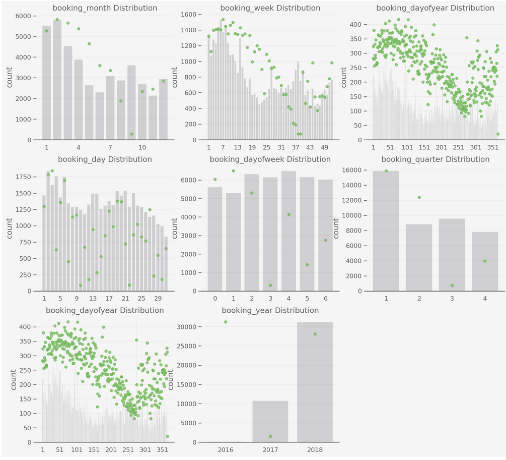 booking_month Distribution
booking_week Distribution
booking_dayofyear Distribution
count
6000
5000
4000
3000
2000
1000
0
1 4 7 10
count
1600
1400
1200
1000
800
600
400
200
0
1 7 13 19 25 31 37 43 49
count
400
350
300
250
200
150
100
50
0
1 51 101 151 201 251 301 351
booking_day Distribution
booking_dayofweek Distribution
booking_quarter Distribution
count
1750
1500
1250
1000
750
500
250
0
1 5 9 13 17 21 25 29
count
6000
5000
4000
3000
2000
1000
0
0 1 2 3 4 5 6
count
16000
14000
12000
10000
8000
6000
4000
2000
0
1 2 3 4
booking_dayofyear Distribution
booking_year Distribution
count
400
350
300
250
200
150
100
50
0
1 51 101 151 201 251 301 351
count
30000
25000
20000
15000
10000
5000
0
2016 2017 2018